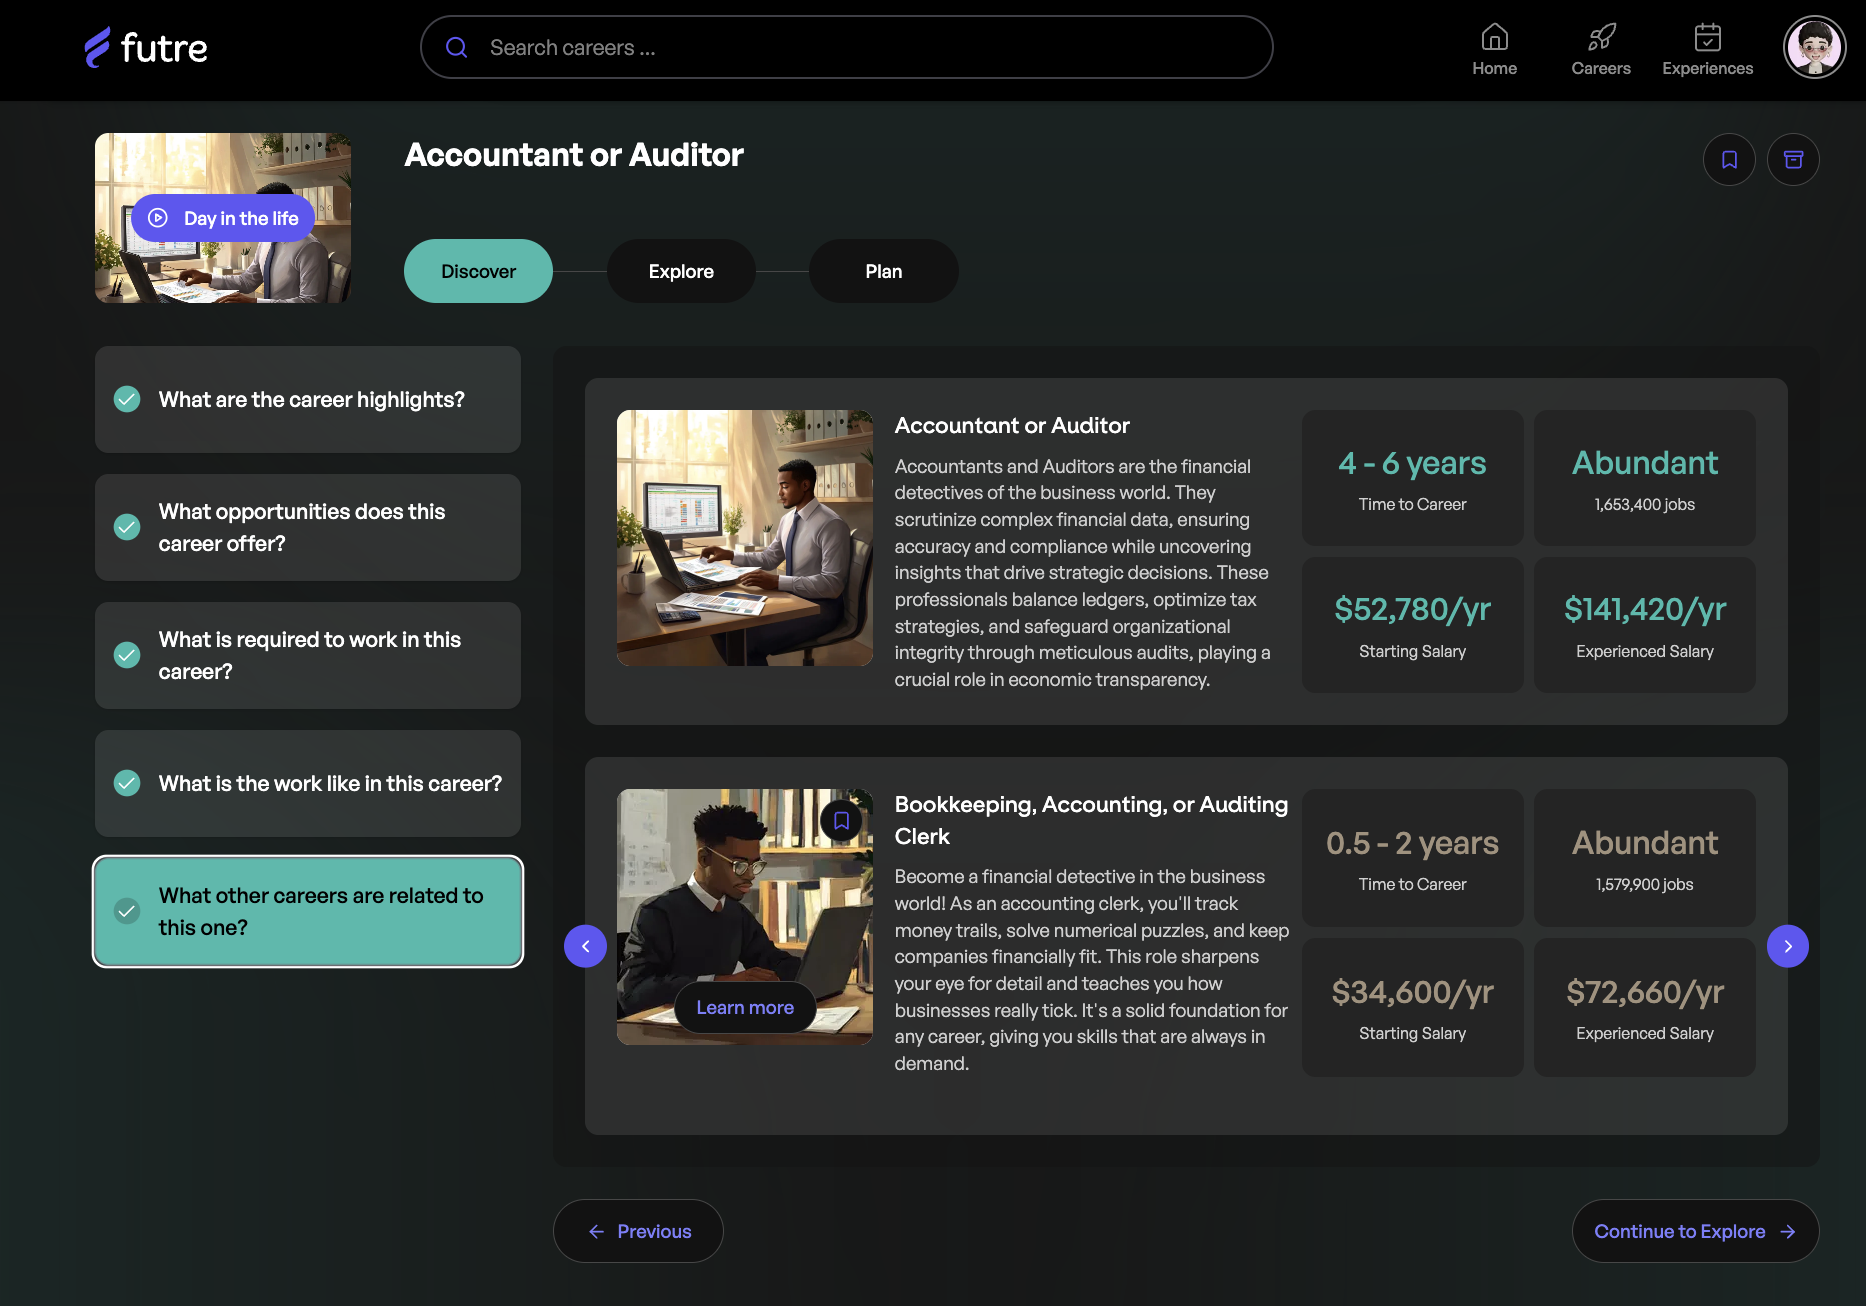 futre
Search careers ...
Home
Careers
Experiences
Day in the life
Accountant or Auditor
Discover
Explore
Plan
What are the career highlights?
What opportunities does this
career offer?
What is required to work in this
career?
What is the work like in this career?
What other careers are related to
this one?
Accountant or Auditor
Accountants and Auditors are the financial
detectives of the business world. They
scrutinize complex financial data, ensuring
accuracy and compliance while uncovering
insights that drive strategic decisions. These
professionals balance ledgers, optimize tax
strategies, and safeguard organizational
integrity through meticulous audits, playing a
crucial role in economic transparency.
4 - 6 years
Time to Career
Abundant
1,653,400 jobs
$52,780/yr
Starting Salary
$141,420/yr
Experienced Salary
Learn more
Bookkeeping, Accounting, or Auditing
Clerk
Become a financial detective in the business
world! As an accounting clerk, you'll track
money trails, solve numerical puzzles, and keep
companies financially fit. This role sharpens
your eye for detail and teaches you how
businesses really tick. It's a solid foundation for
any career, giving you skills that are always in
demand.
0.5 - 2 years
Time to Career
Abundant
1,579,900 jobs
$34,600/yr
Starting Salary
$72,660/yr
Experienced Salary
Previous
Continue to Explore